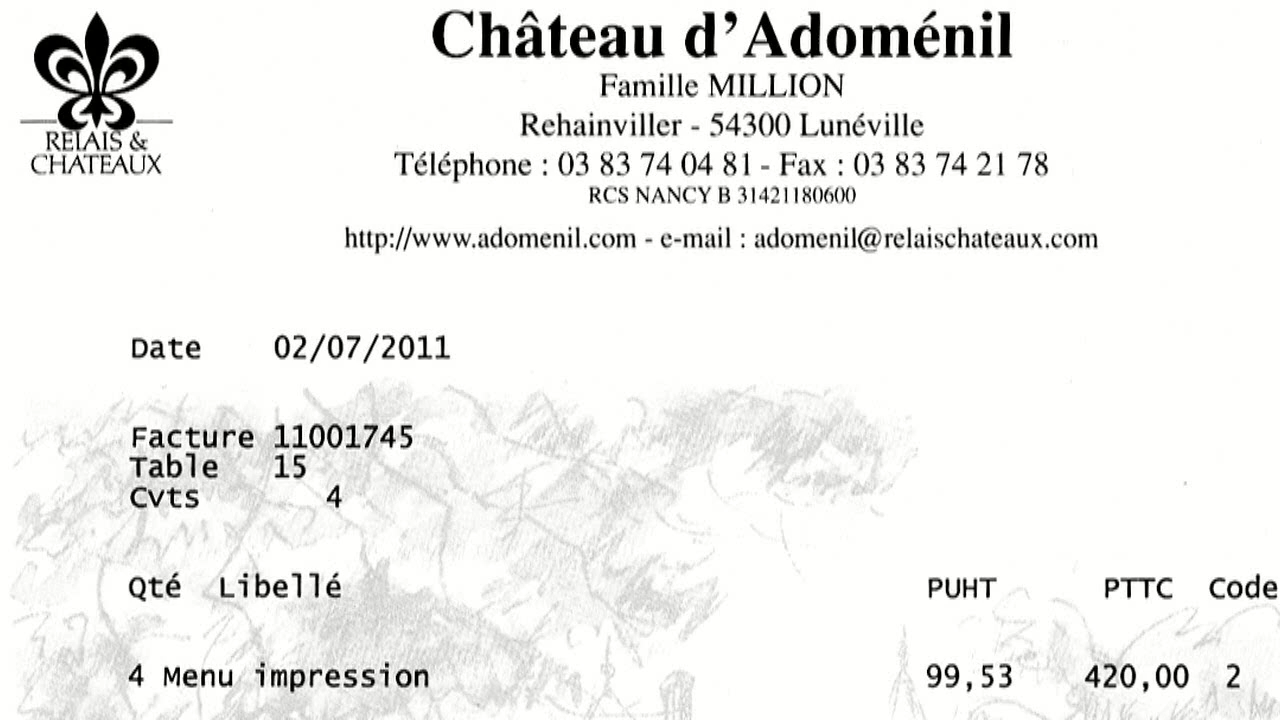 Château d'Adoménil
Famille MILLION
RELAIS &
CHATEAUX
Rehainviller - 54300 Lunéville
Téléphone : 03 83 74 04 81 - Fax : 03 83 74 21 78
RCS NANCY B 31421180600
http://www.adomenil.com - e-mail : adomenil@relaischateaux.com
Date 02/07/2011
Facture 11001745
Table 15
Cvts 4
Qté Libellé PUHT PTTC Code
4 Menu impression 99,53 420,00 2